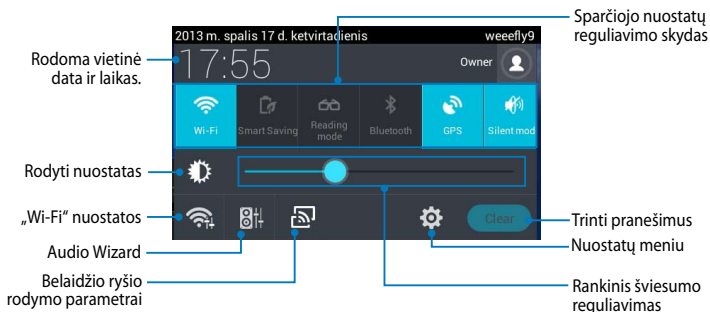 Sparčiojo nuostatų
reguliavimo skydas
2013 m. spalis 17 d. ketvirtadienis
weeefly9
Rodoma vietinė
data ir laikas.
17:55
Owner
Wi-Fi
Smart Saving
Reading
mode
Bluetooth
GPS
Silent mod
Rodyti nuostatas
„Wi-Fi“ nuostatos
Clear
Trinti pranešimus
Audio Wizard
Nuostatų meniu
Belaidžio ryšio
rodymo parametrai
Rankinis šviesumo
reguliavimas